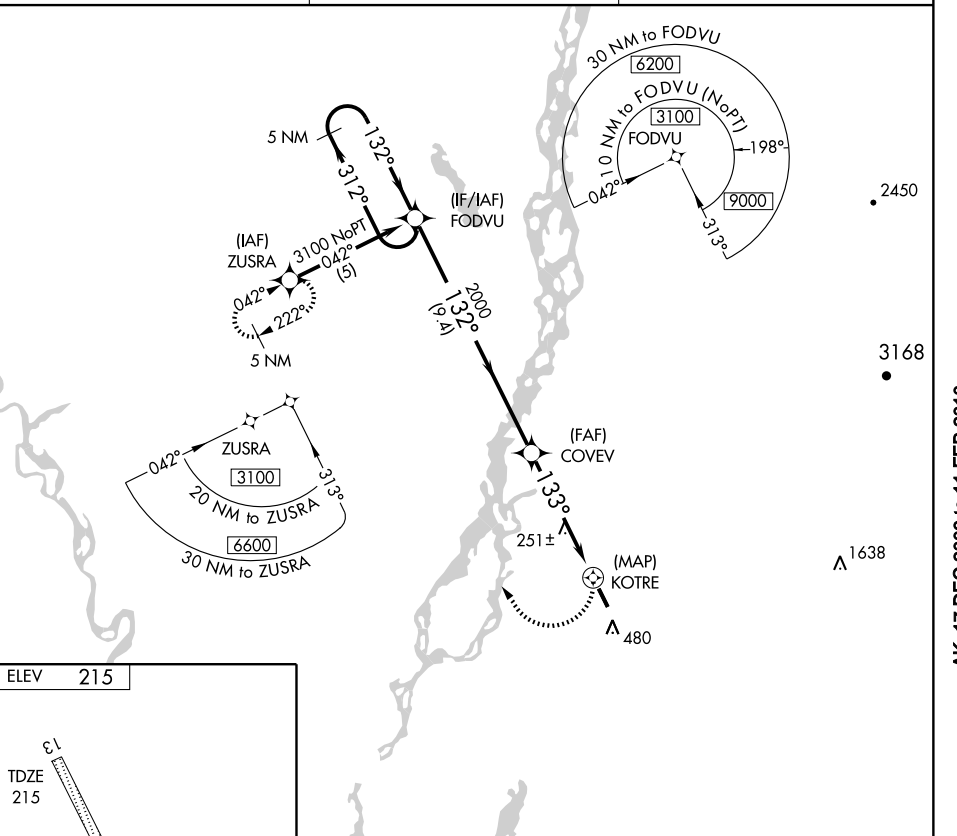 30 NM to FODVU
6200
10 NM to FODVU (NoPT)
3100
FODVU
198°
042°
9000
313°
5 NM
132°
312°
(IF/IAF)
FODVU
2450
(IAF)
ZUSRA
3100 NoPT
042°
(5)
042°
222°
5 NM
2000
132°
(9.4)
3168
042°
ZUSRA
313°
3100
20 NM to ZUSRA
6600
30 NM to ZUSRA
(FAF)
COVEV
133°
251±
(MAP)
KOTRE
1638
480
ELEV 215
13
TDZE
215